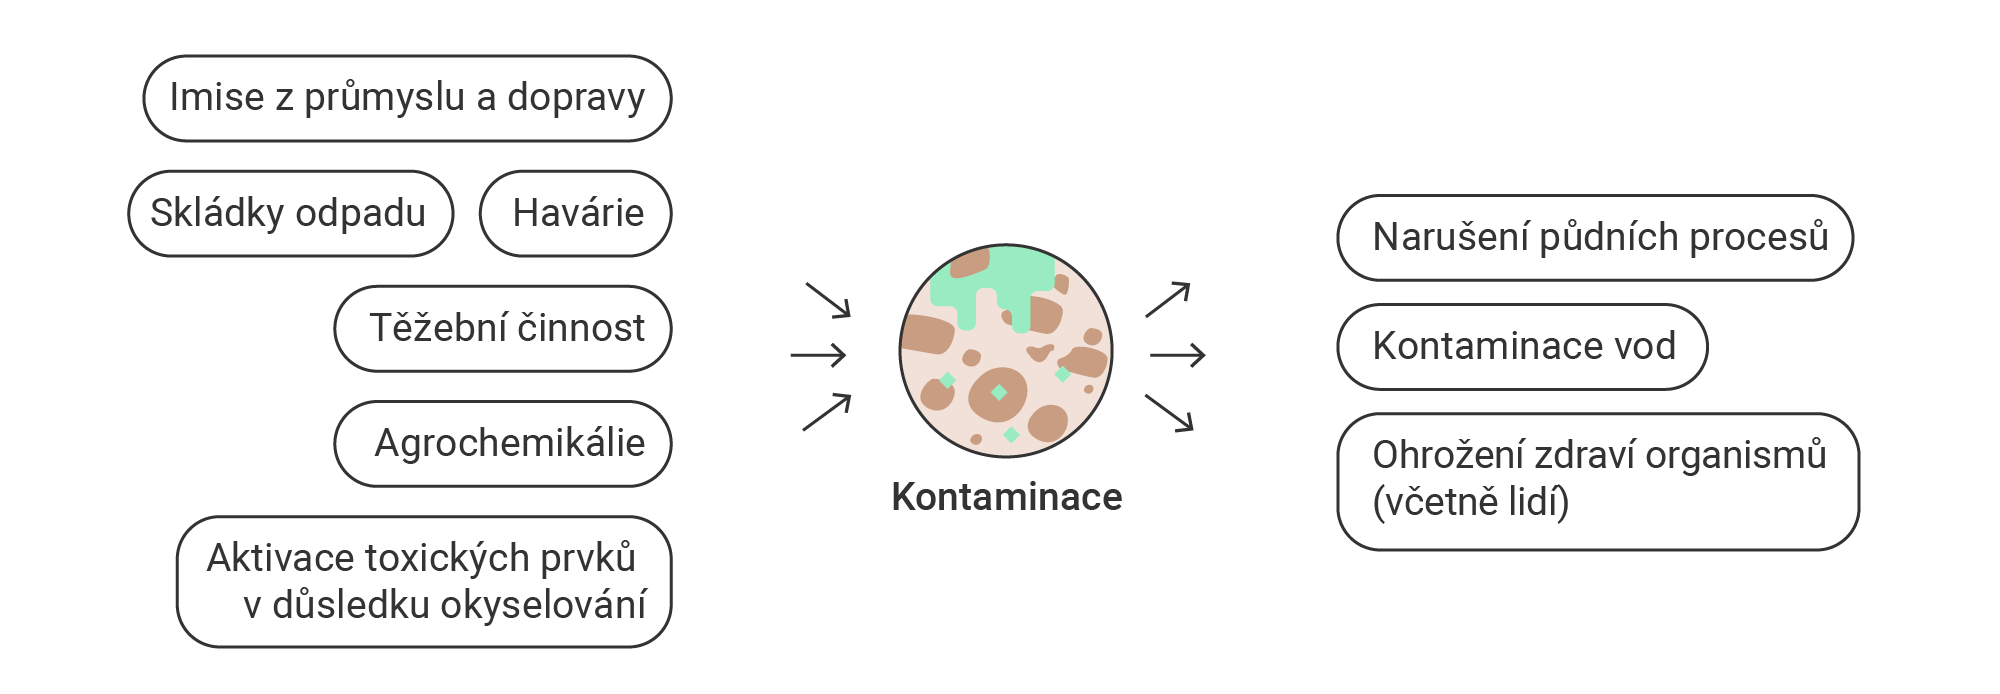 Imise z průmyslu a dopravy
Skládky odpadu
Havárie
Těžební činnost
Agrochemikálie
Aktivace toxických prvků
v důsledku okyselování
Kontaminace
Narušení půdních procesů
Kontaminace vod
Ohrožení zdraví organismů
(včetně lidí)